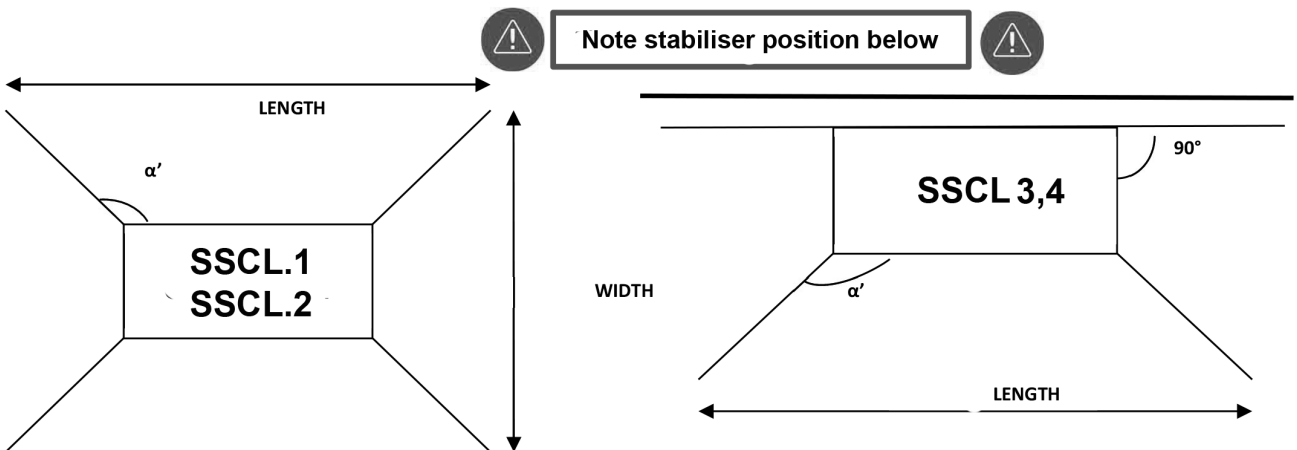 Note stabiliser position below
LENGTH
α’
SSCL.1
SSCL.2
WIDTH
90°
SSCL 3,4
α’
LENGTH